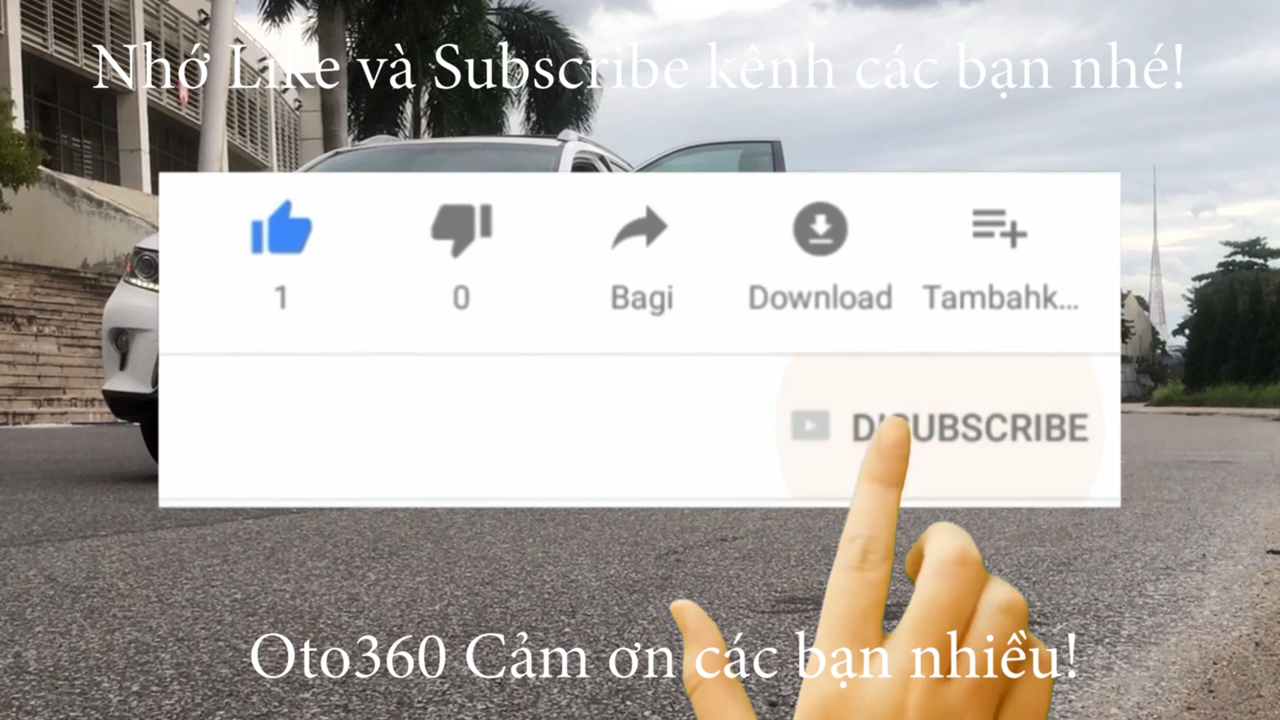 Nhớ Like và Subscribe kênh các bạn nhé!
1 0 Bagi Download Tambahk...
DISUBSCRIBE
Oto360 Cảm ơn các bạn nhiều!